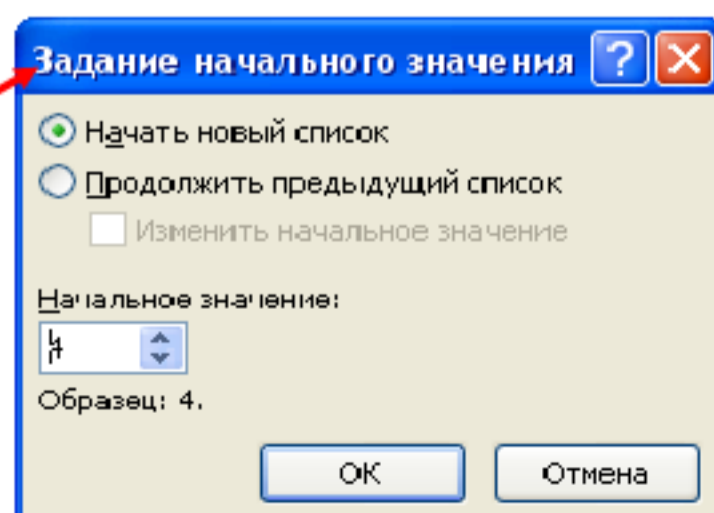 Задание начального значения
Начать новый список
Продолжить предыдущий список
Изменить начальное значение
Начальное значение:
4
Образец: 4.
ОК Отмена